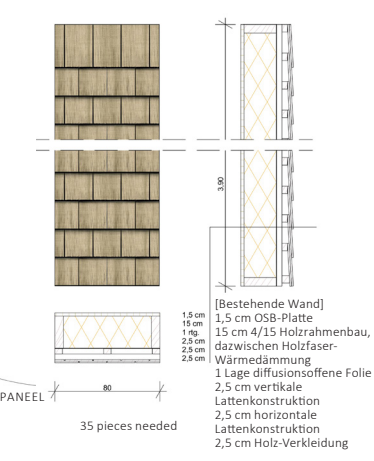 3.90
1,5 cm
15 cm
1 rlg.
2,5 cm
2,5 cm
2,5 cm
80
PANEEL
35 pieces needed
[Bestehende Wand]
1,5 cm OSB-Platte
15 cm 4/15 Holzrahmenbau,
dazwischen Holzfaser-
Wärmedämmung
1 Lage diffusionsoffene Folie
2,5 cm vertikale
Lattenkonstruktion
2,5 cm horizontale
Lattenkonstruktion
2,5 cm Holz-Verkleidung